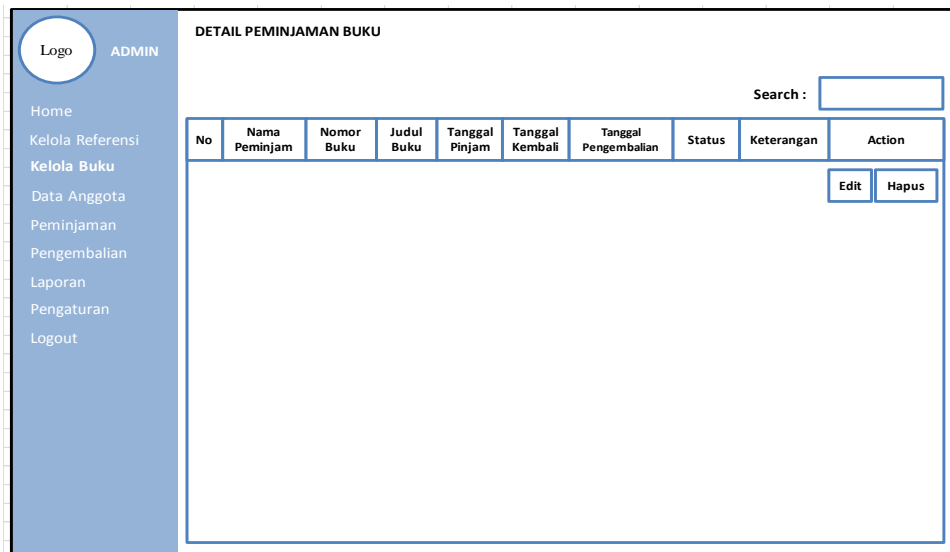 Logo
ADMIN
Home
Kelola Referensi
Kelola Buku
Data Anggota
Peminjaman
Pengembalian
Laporan
Pengaturan
Logout
DETAIL PEMINJAMAN BUKU
Search :
No
Nama
Peminjam
Nomor
Buku
Judul
Buku
Tanggal
Pinjam
Tanggal
Kembali
Tanggal
Pengembalian
Status
Keterangan
Action
Edit
Hapus